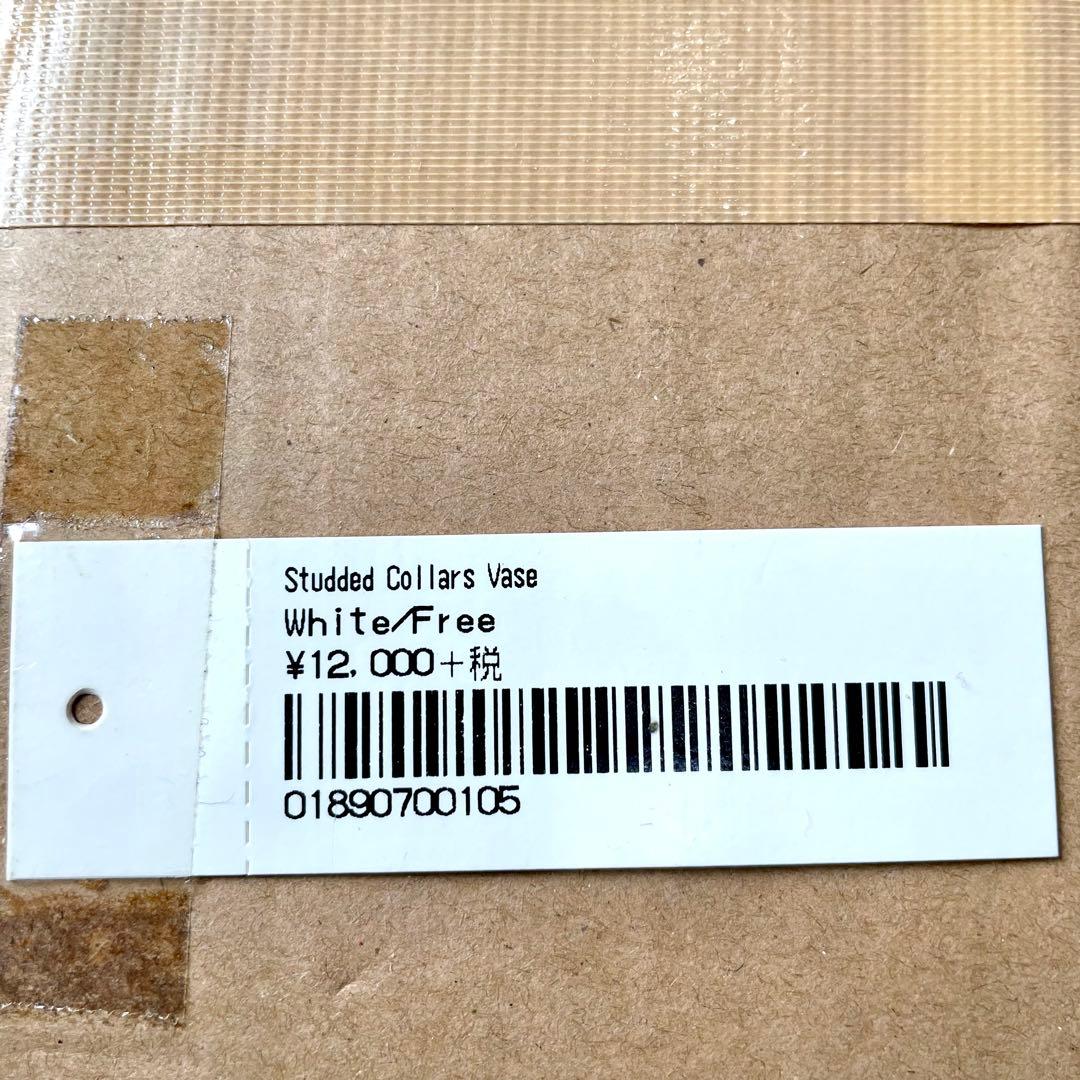 Studded Collars Vase
White/Free
¥12,000+税
01890700105